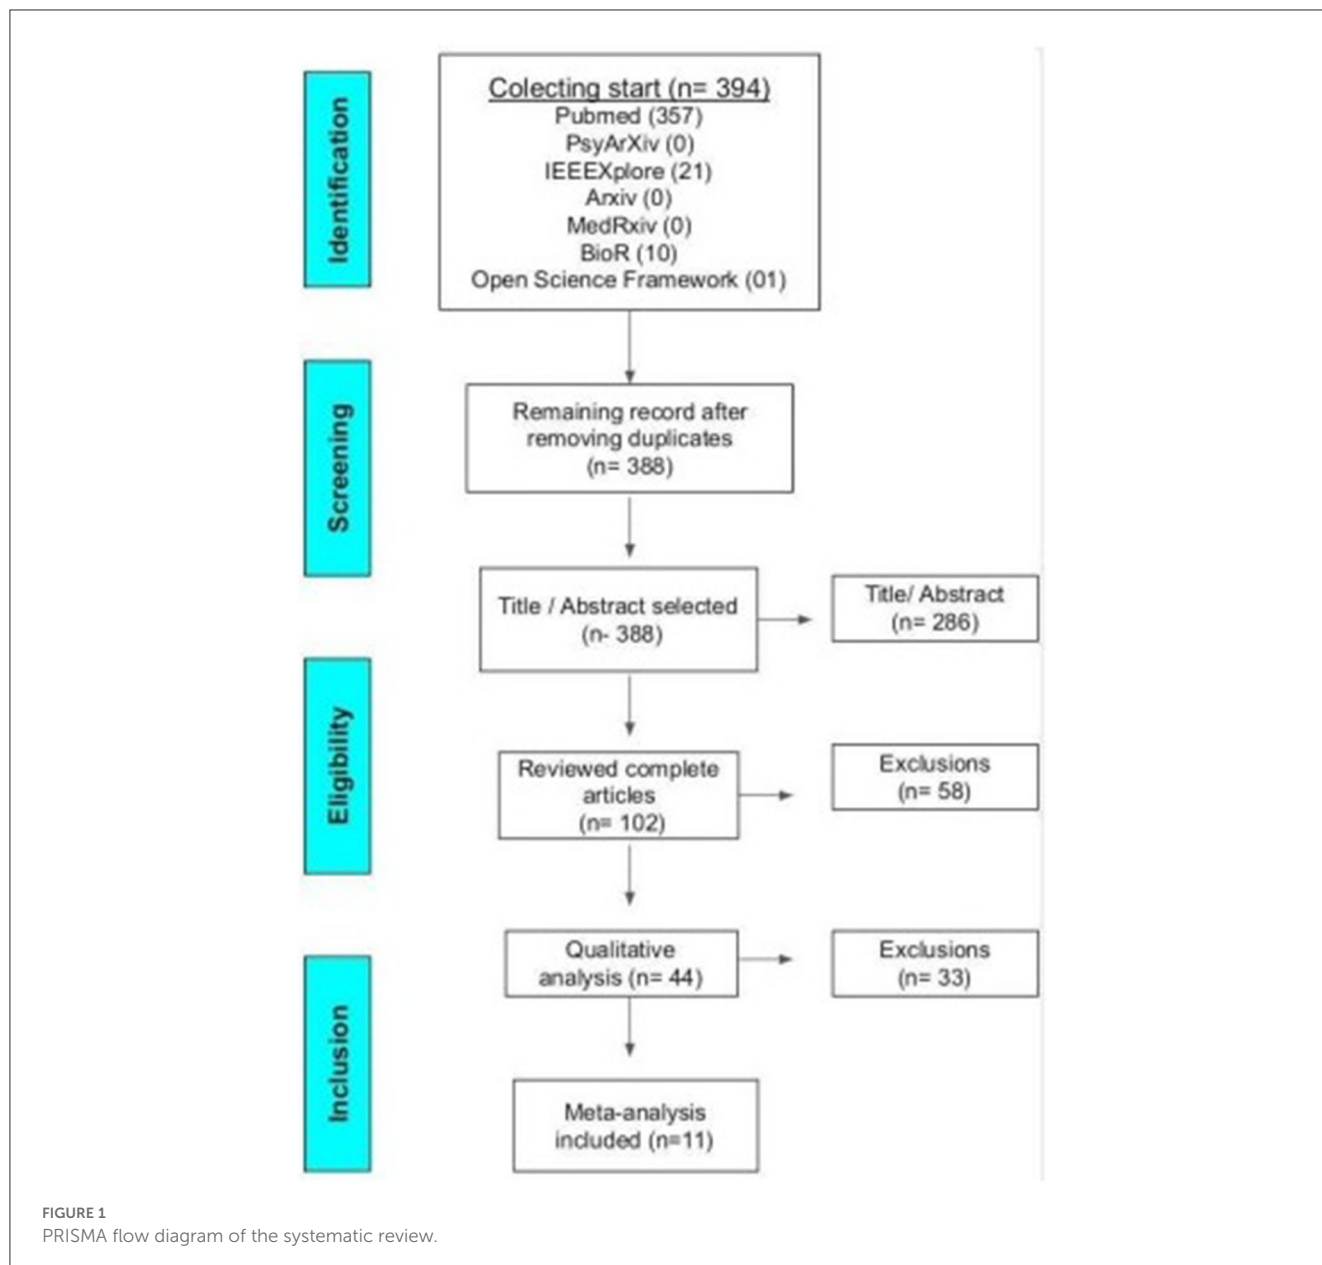 Identification
Colecting start (n= 394)
Pubmed (357)
PsyArXiv (0)
IEEEXplore (21)
Arxiv (0)
MedRxiv (0)
BioR (10)
Open Science Framework (01)
Screening
Remaining record after
removing duplicates
(n= 388)
Title / Abstract selected
(n- 388)
Title/ Abstract
(n= 286)
Eligibility
Reviewed complete
articles
(n= 102)
Exclusions
(n= 58)
Qualitative
analysis (n= 44)
Exclusions
(n= 33)
Inclusion
Meta-analysis
included (n=11)
FIGURE 1
PRISMA flow diagram of the systematic review.